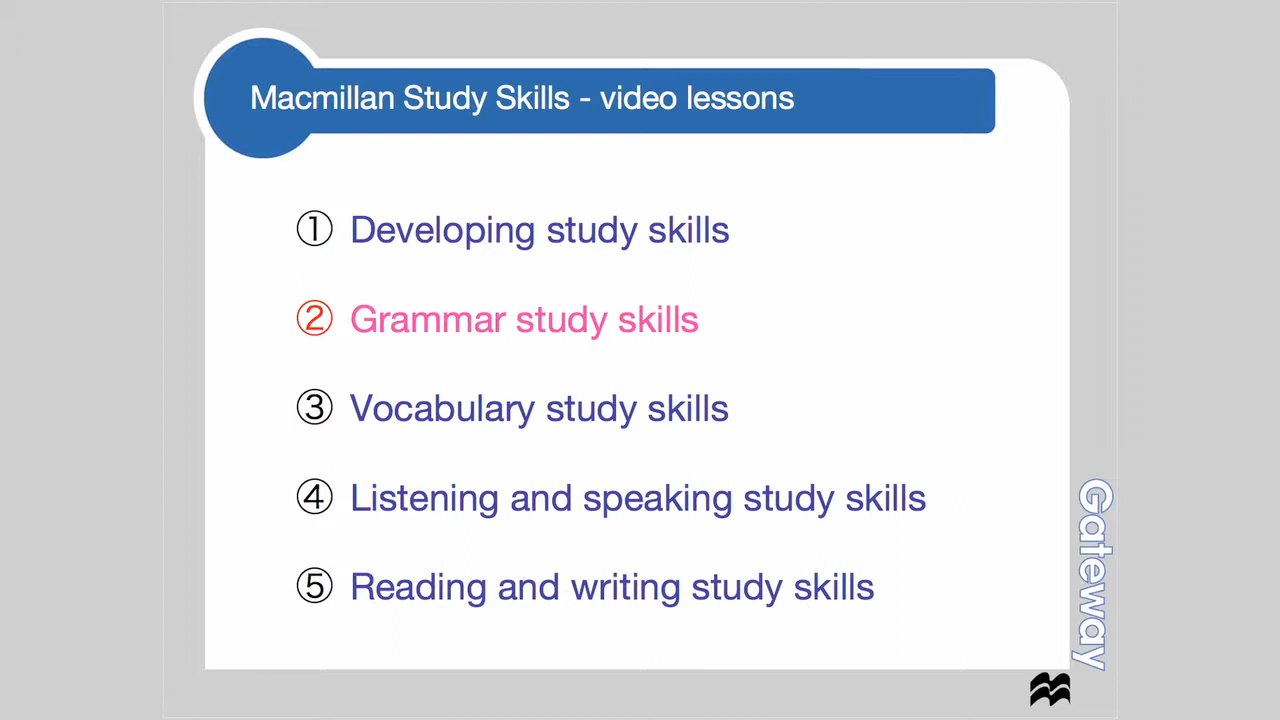 Macmillan Study Skills - video lessons
① Developing study skills
② Grammar study skills
③ Vocabulary study skills
④ Listening and speaking study skills
⑤ Reading and writing study skills
Gateway